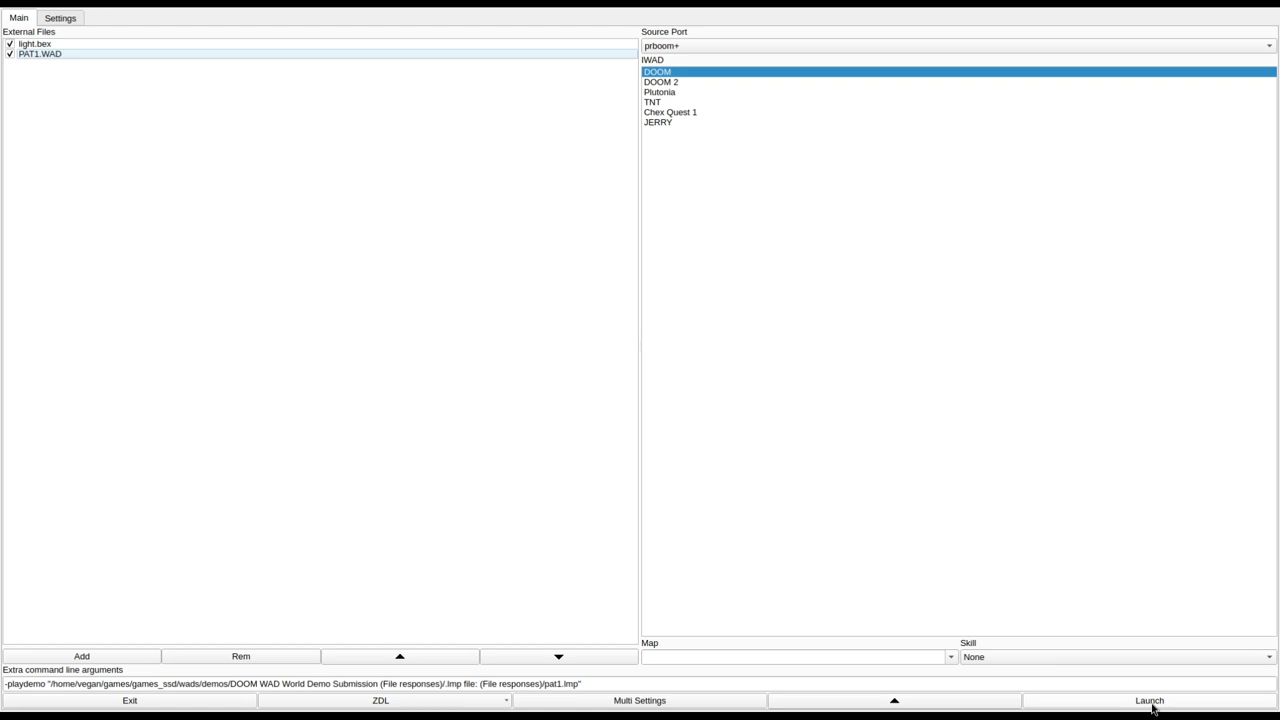 Main Settings
External Files
light.bex
PAT1.WAD
Source Port
prboom+
IWAD
DOOM
DOOM 2
Plutonia
TNT
Chex Quest 1
JERRY
Map Skill
None
Add Rem
Extra command line arguments
-playdemo "/home/vegan/games/games_ssd/wads/demos/DOOM WAD World Demo Submission (File responses)/.lmp file: (File responses)/pat1.lmp"
Exit ZDL Multi Settings Launch